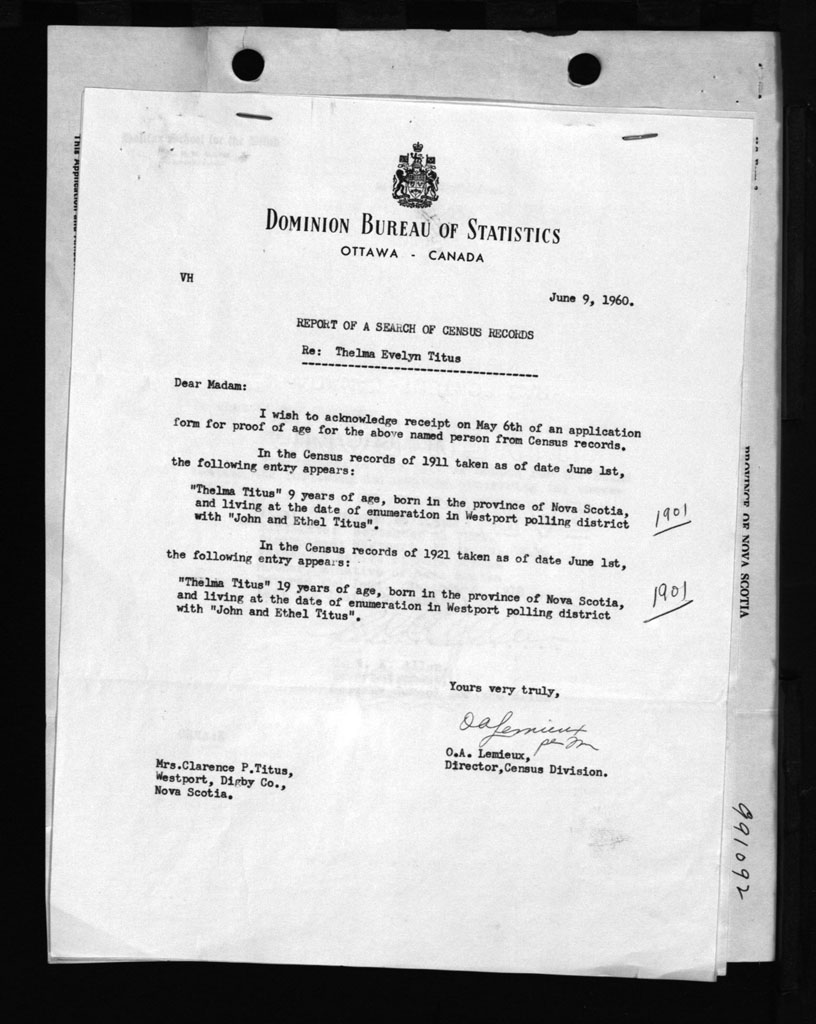 DOMINION BUREAU OF STATISTICS
OTTAWA - CANADA
VH
June 9, 1960.
REPORT OF A SEARCH OF CENSUS RECORDS
Re: Thelma Evelyn Titus
Dear Madam:
I wish to acknowledge receipt on May 6th of an application
form for proof of age for the above named person from Census records.
In the Census records of 1911 taken as of date June 1st,
the following entry appears:
"Thelma Titus" 9 years of age, born in the province of Nova Scotia,
and living at the date of enumeration in Westport polling district
with "John and Ethel Titus".
1901
In the Census records of 1921 taken as of date June 1st,
the following entry appears:
"Thelma Titus" 19 years of age, born in the province of Nova Scotia,
and living at the date of enumeration in Westport polling district
with "John and Ethel Titus".
1901
Yours very truly,
OALemieux
per
O.A. Lemieux,
Director,Census Division.
Mrs.Clarence P.Titus,
Westport, Digby Co.,
Nova Scotia.
This Application and
PROVINCE OF NOVA SCOTIA
991092